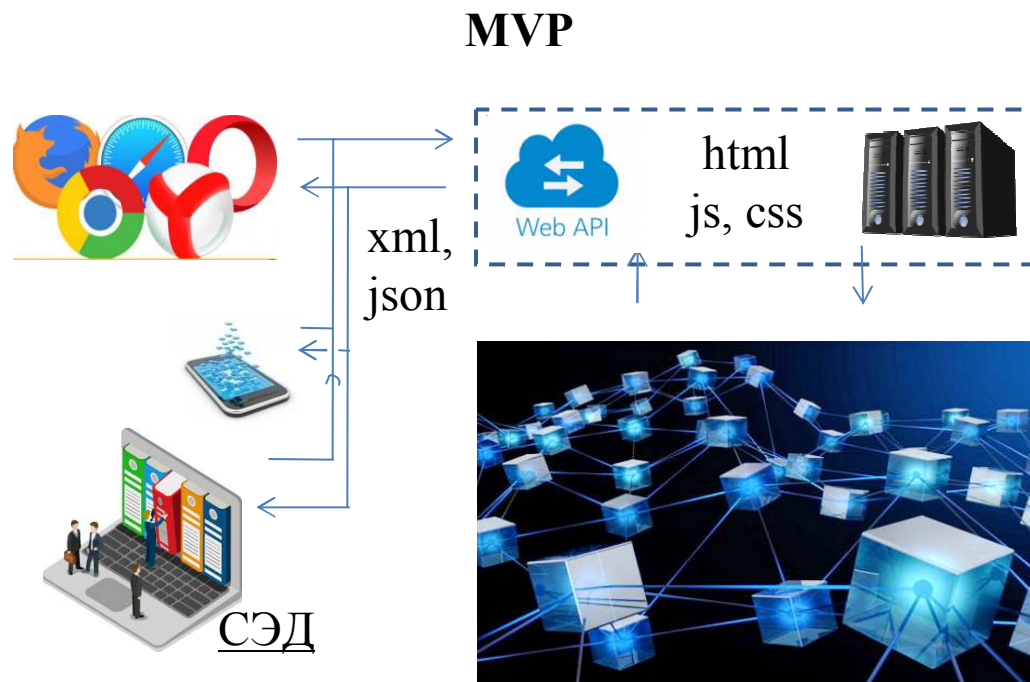 MVP
html
js, css
Web API
xml,
json
СЭД